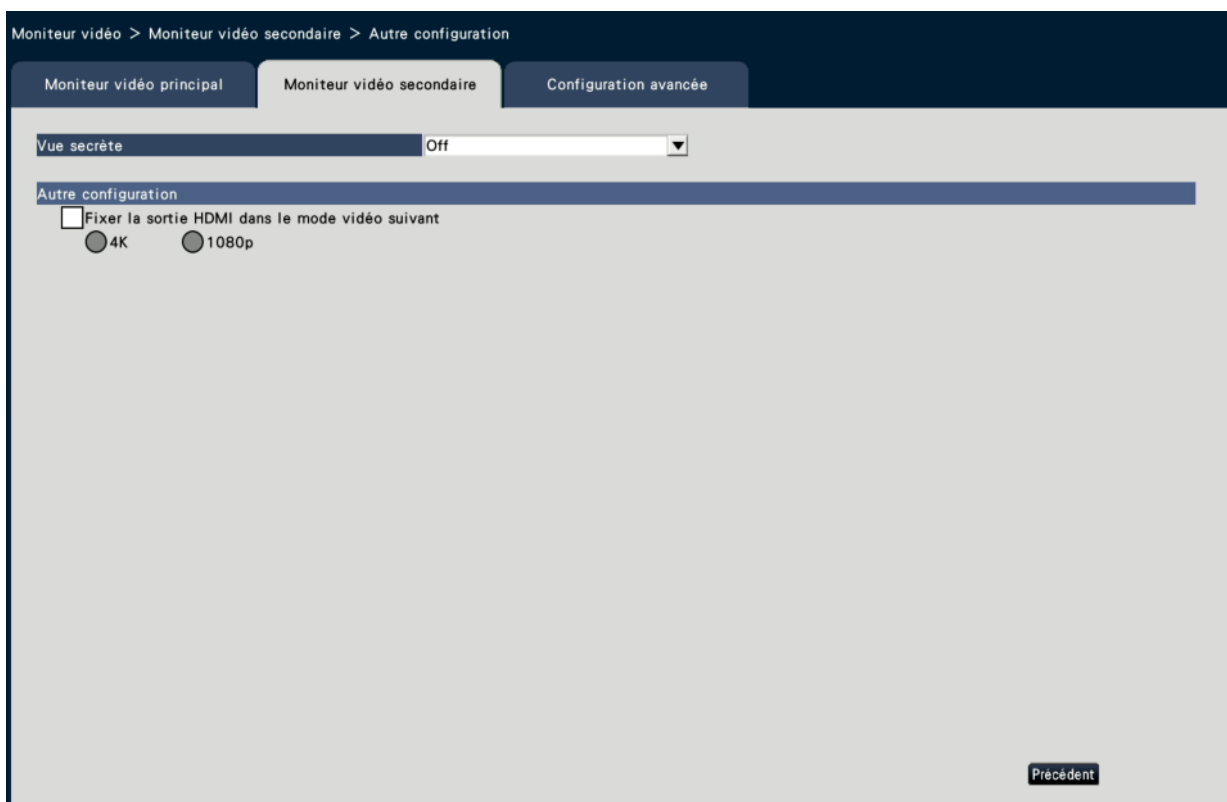 Moniteur vidéo > Moniteur vidéo secondaire > Autre configuration
Moniteur vidéo principal
Moniteur vidéo secondaire
Configuration avancée
Vue secrète
Off
Autre configuration
Fixer la sortie HDMI dans le mode vidéo suivant
4K
1080p
Précédent